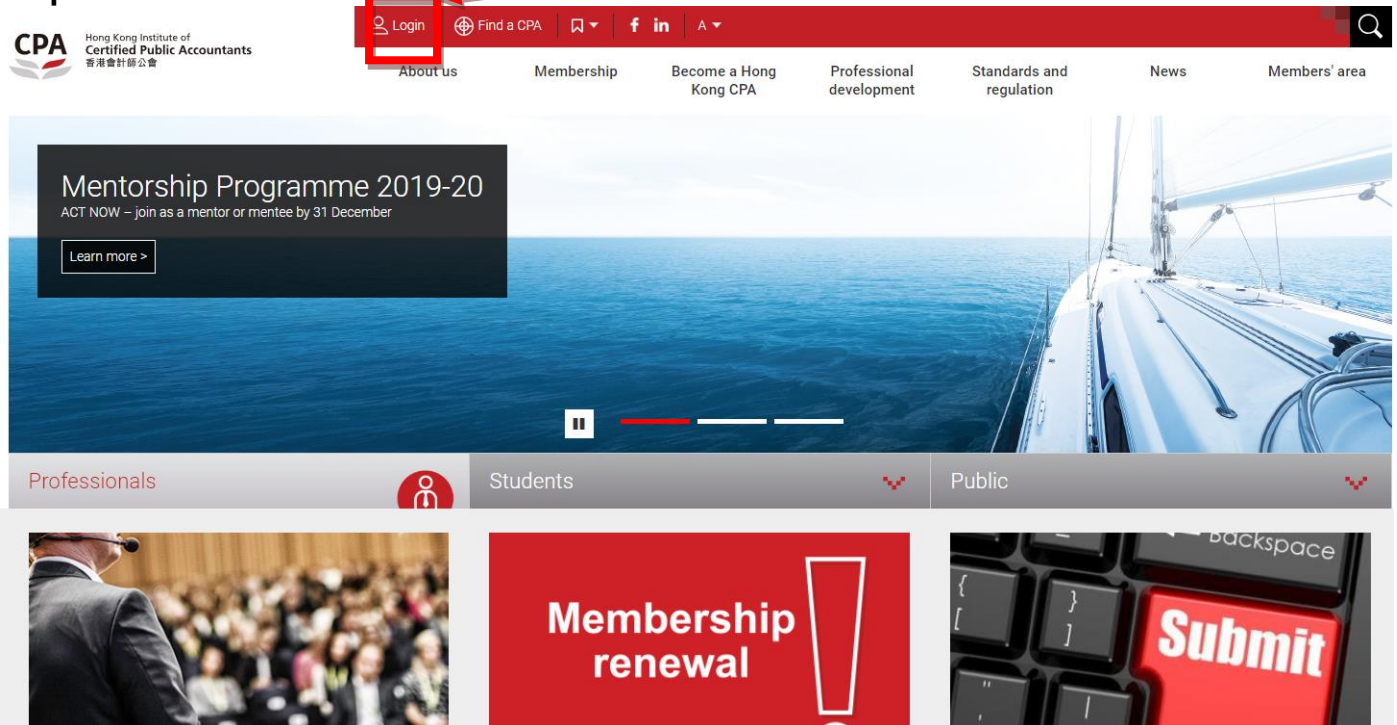 Login
Find a CPA
f
in
A
CPA
Hong Kong Institute of
Certified Public Accountants
香港會計師公會
About us
Membership
Become a Hong
Kong CPA
Professional
development
Standards and
regulation
News
Members' area
Mentorship Programme 2019-20
ACT NOW – join as a mentor or mentee by 31 December
Learn more >
Professionals
Students
Public
Membership
renewal
!
Backspace
{
[
}
]
"
'
|
Submit